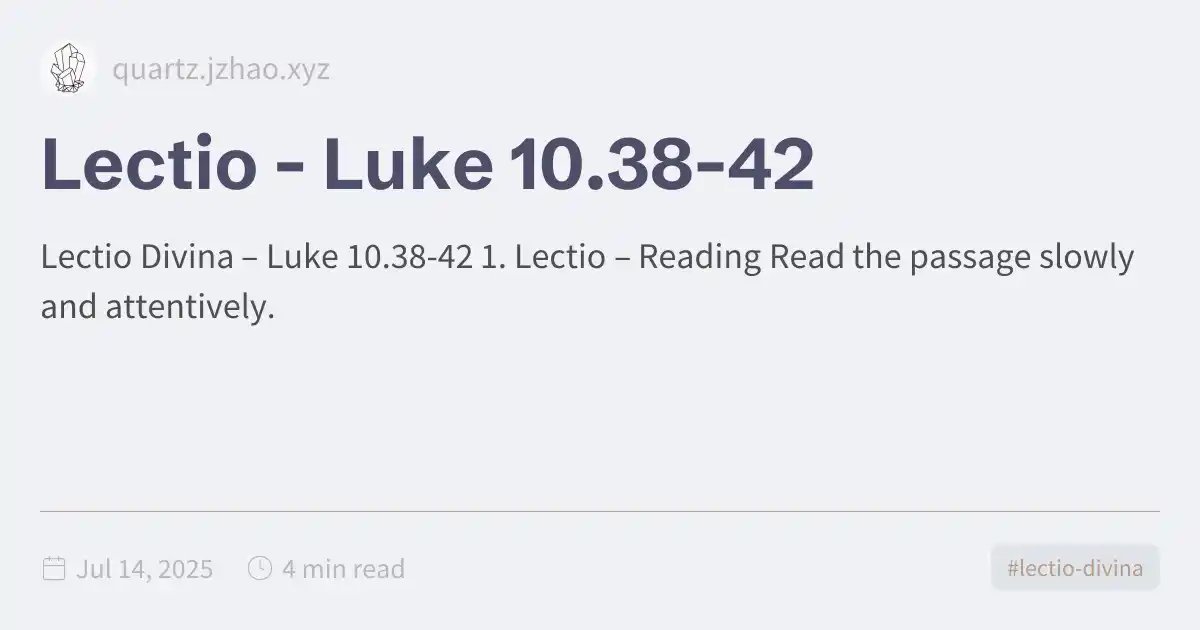 quartz.jzhao.xyz
Lectio - Luke 10.38-42
Lectio Divina – Luke 10.38-42 1. Lectio – Reading Read the passage slowly
and attentively.
Jul 14, 2025
4 min read
#lectio-divina